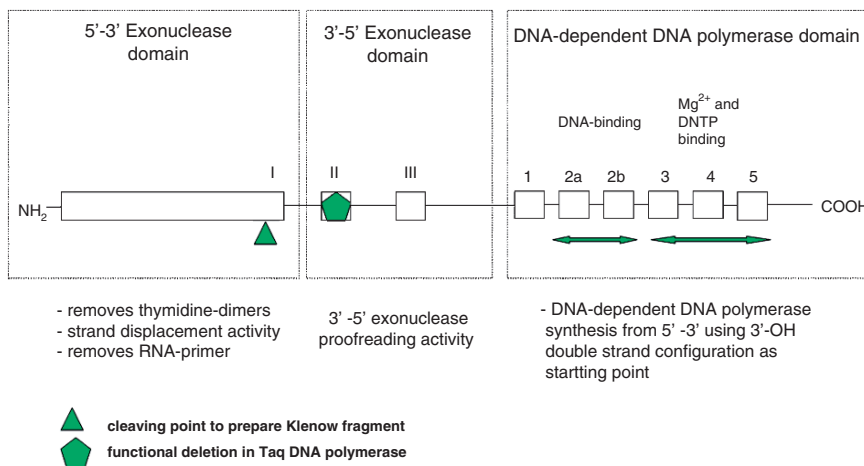 5'-3' Exonuclease
domain
3'-5' Exonuclease
domain
DNA-dependent DNA polymerase domain
DNA-binding
Mg2+ and
DNTP
binding
I
II
III
1
2a
2b
3
4
5
NH2
COOH
- removes thymidine-dimers
- strand displacement activity
- removes RNA-primer
3' -5' exonuclease
proofreading activity
- DNA-dependent DNA polymerase
synthesis from 5' -3' using 3'-OH
double strand configuration as
startting point
cleaving point to prepare Klenow fragment
functional deletion in Taq DNA polymerase